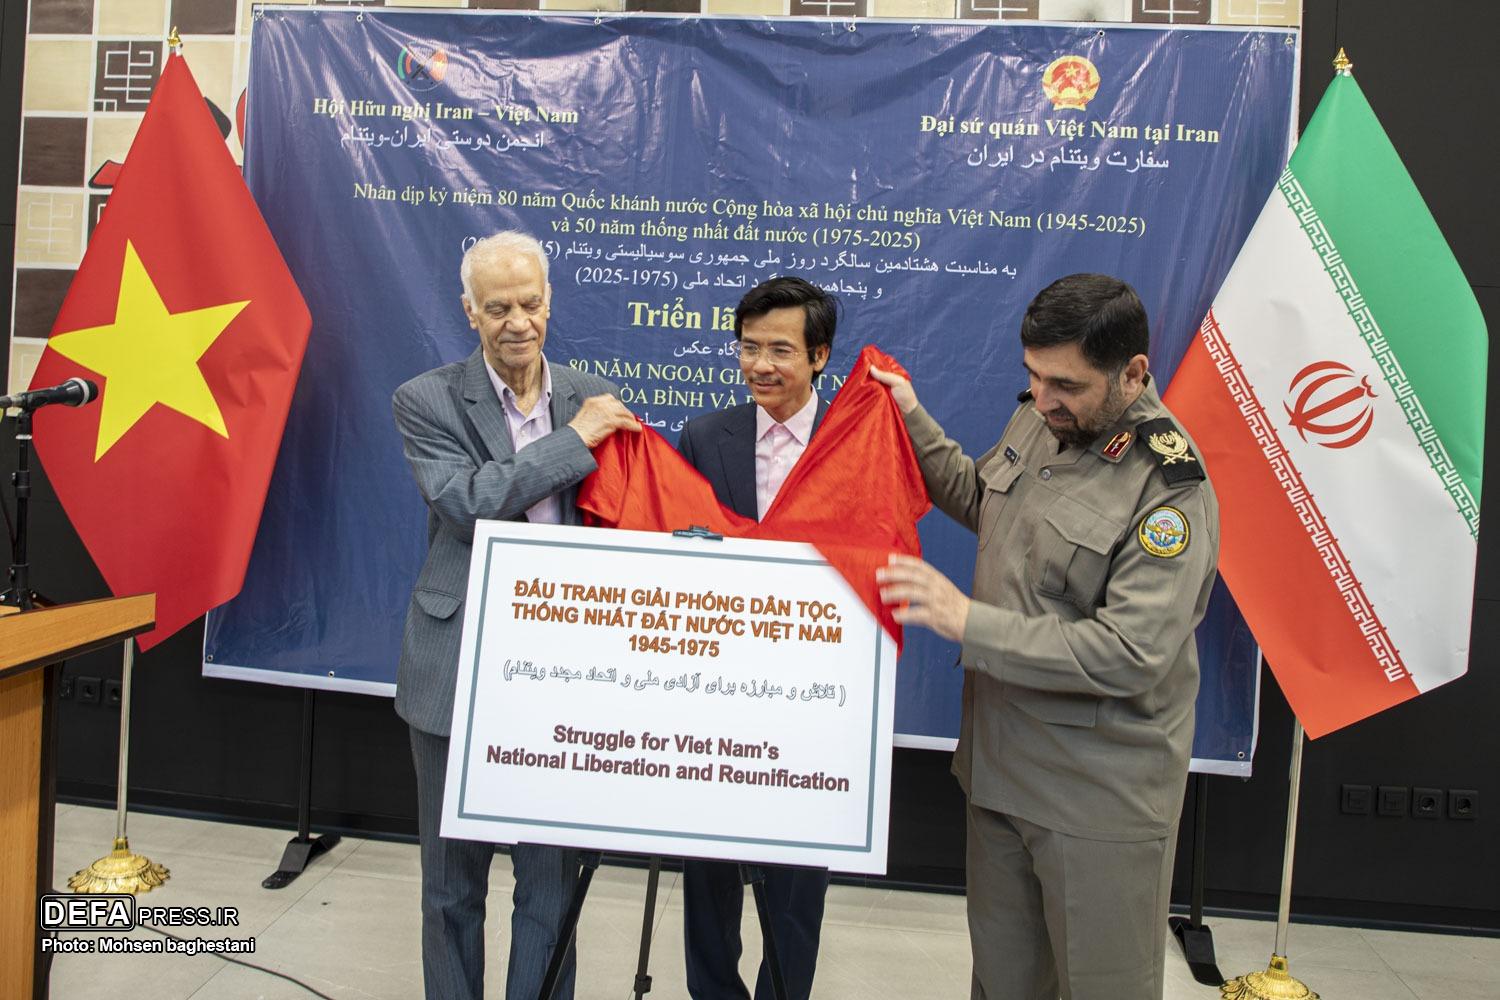 Hội Hữu nghị Iran – Việt Nam
انجمن دوستی ایران-ویتنام
Đại sứ quán Việt Nam tại Iran
سفارت ویتنام در ایران
Nhân dịp kỷ niệm 80 năm Quốc khánh nước Cộng hòa xã hội chủ nghĩa Việt Nam (1945-2025)
và 50 năm thống nhất đất nước (1975-2025)
به مناسبت هشتادمین سالگرد روز ملی جمهوری سوسیالیستی ویتنام
و اتحاد ملی (1975-2025)
Triển
عکس
80 NĂM NGOẠI
BÌNH VÀ
ĐẤU TRANH GIẢI PHÓNG DÂN TỘC,
THỐNG NHẤT ĐẤT NƯỚC VIỆT NAM
1945-1975
( تلاش و مبارزه برای آزادی ملی و اتحاد مجدد ویتنام)
Struggle for Viet Nam's
National Liberation and Reunification
DEFAPRESS.IR
Photo: Mohsen baghestani